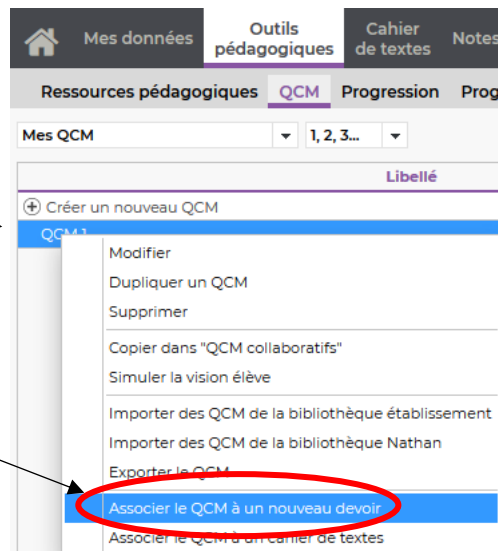 Mes données
Outils pédagogiques
Cahier de textes
Notes
Ressources pédagogiques QCM Progression Prog
Mes QCM 1, 2, 3...
Libellé
Créer un nouveau QCM
QCM 1
Modifier
Dupliquer un QCM
Supprimer
Copier dans "QCM collaboratifs"
Simuler la vision élève
Importer des QCM de la bibliothèque établissement
Importer des QCM de la bibliothèque Nathan
Exporter le QCM
Associer le QCM à un nouveau devoir
Associer le QCM à un cahier de textes